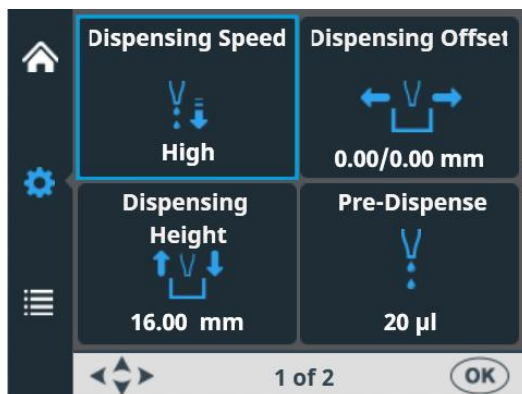 Dispensing Speed
High
Dispensing Offset
0.00/0.00 mm
Dispensing
Height
16.00 mm
Pre-Dispense
20 µl
1 of 2
OK